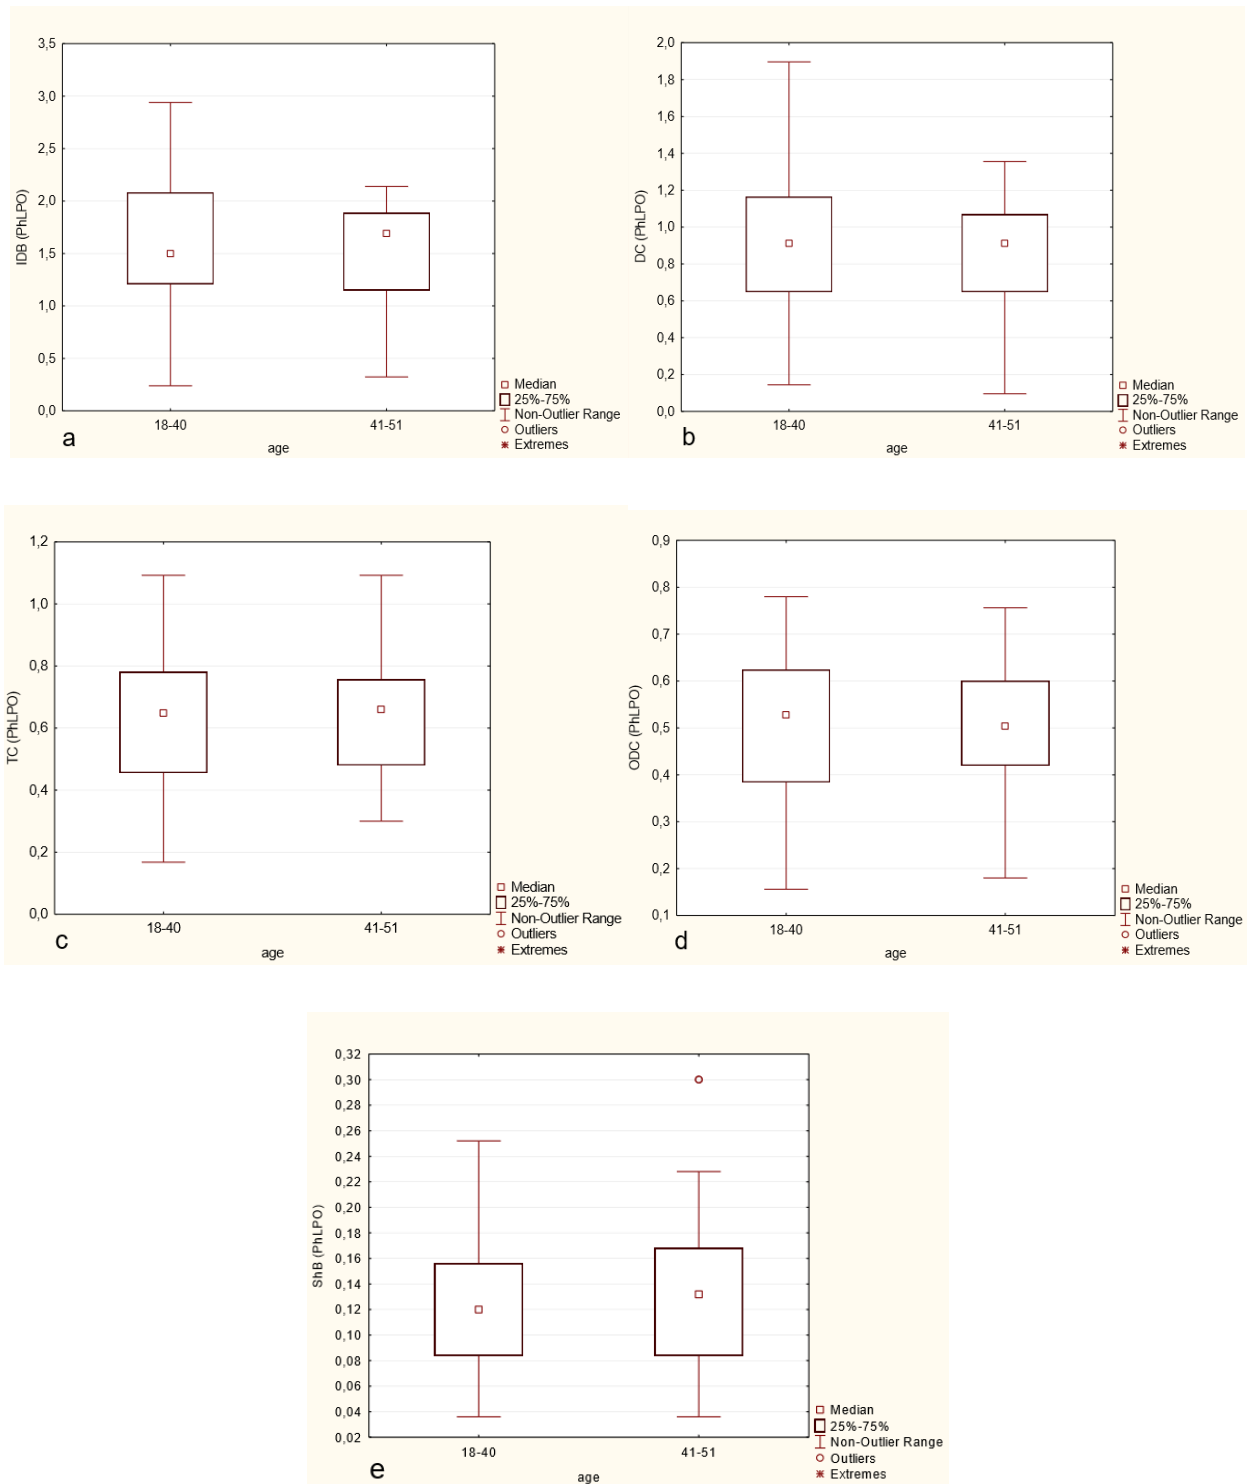 3,5
3,0
2,5
2,0
1,5
1,0
0,5
0,0
IDB (PhLPO)
18-40
41-51
age
a
Median
25%-75%
Non-Outlier Range
Outliers
Extremes
2,0
1,8
1,6
1,4
1,2
1,0
0,8
0,6
0,4
0,2
0,0
DC (PhLPO)
18-40
41-51
age
b
Median
25%-75%
Non-Outlier Range
Outliers
Extremes
1,2
1,0
0,8
0,6
0,4
0,2
0,0
TC (PhLPO)
18-40
41-51
age
c
Median
25%-75%
Non-Outlier Range
Outliers
Extremes
0,9
0,8
0,7
0,6
0,5
0,4
0,3
0,2
0,1
ODC (PhLPO)
18-40
41-51
age
d
Median
25%-75%
Non-Outlier Range
Outliers
Extremes
0,32
0,30
0,28
0,26
0,24
0,22
0,20
0,18
0,16
0,14
0,12
0,10
0,08
0,06
0,04
0,02
ShB (PhLPO)
18-40
41-51
age
e
Median
25%-75%
Non-Outlier Range
Outliers
Extremes